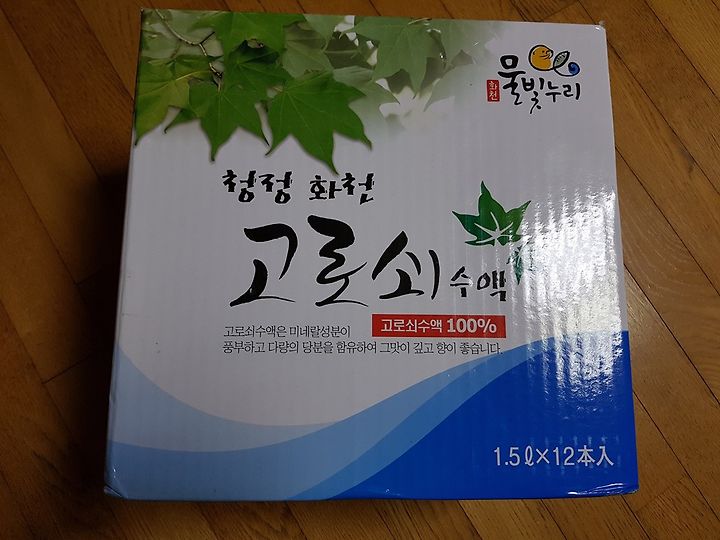 화천
물빛누리
청정 화천
고로쇠 수액
고로쇠수액 100%
고로쇠수액은 미네랄성분이
풍부하고 다량의 당분을 함유하여 그맛이 깊고 향이 좋습니다.
1.5ℓ×12本入